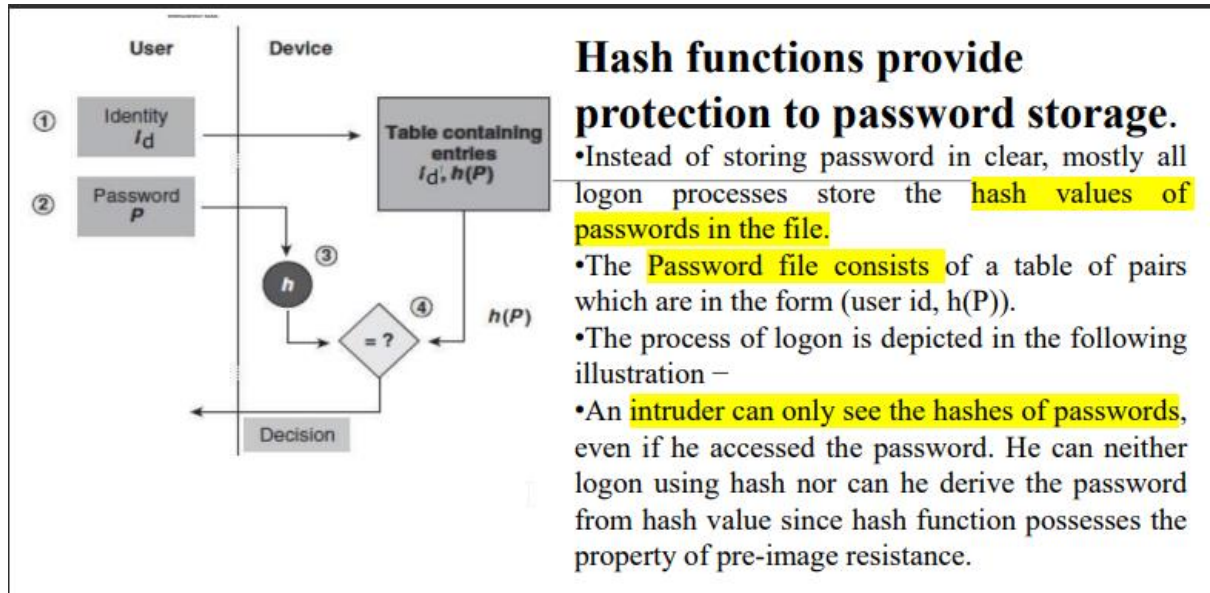 User
Device
①
Identity
Id
Table containing
entries
Id, h(P)
②
Password
P
③
h
④
= ?
h(P)
Decision
Hash functions provide
protection to password storage.
•Instead of storing password in clear, mostly all
logon processes store the hash values of
passwords in the file.
•The Password file consists of a table of pairs
which are in the form (user id, h(P)).
•The process of logon is depicted in the following
illustration −
•An intruder can only see the hashes of passwords,
even if he accessed the password. He can neither
logon using hash nor can he derive the password
from hash value since hash function possesses the
property of pre-image resistance.